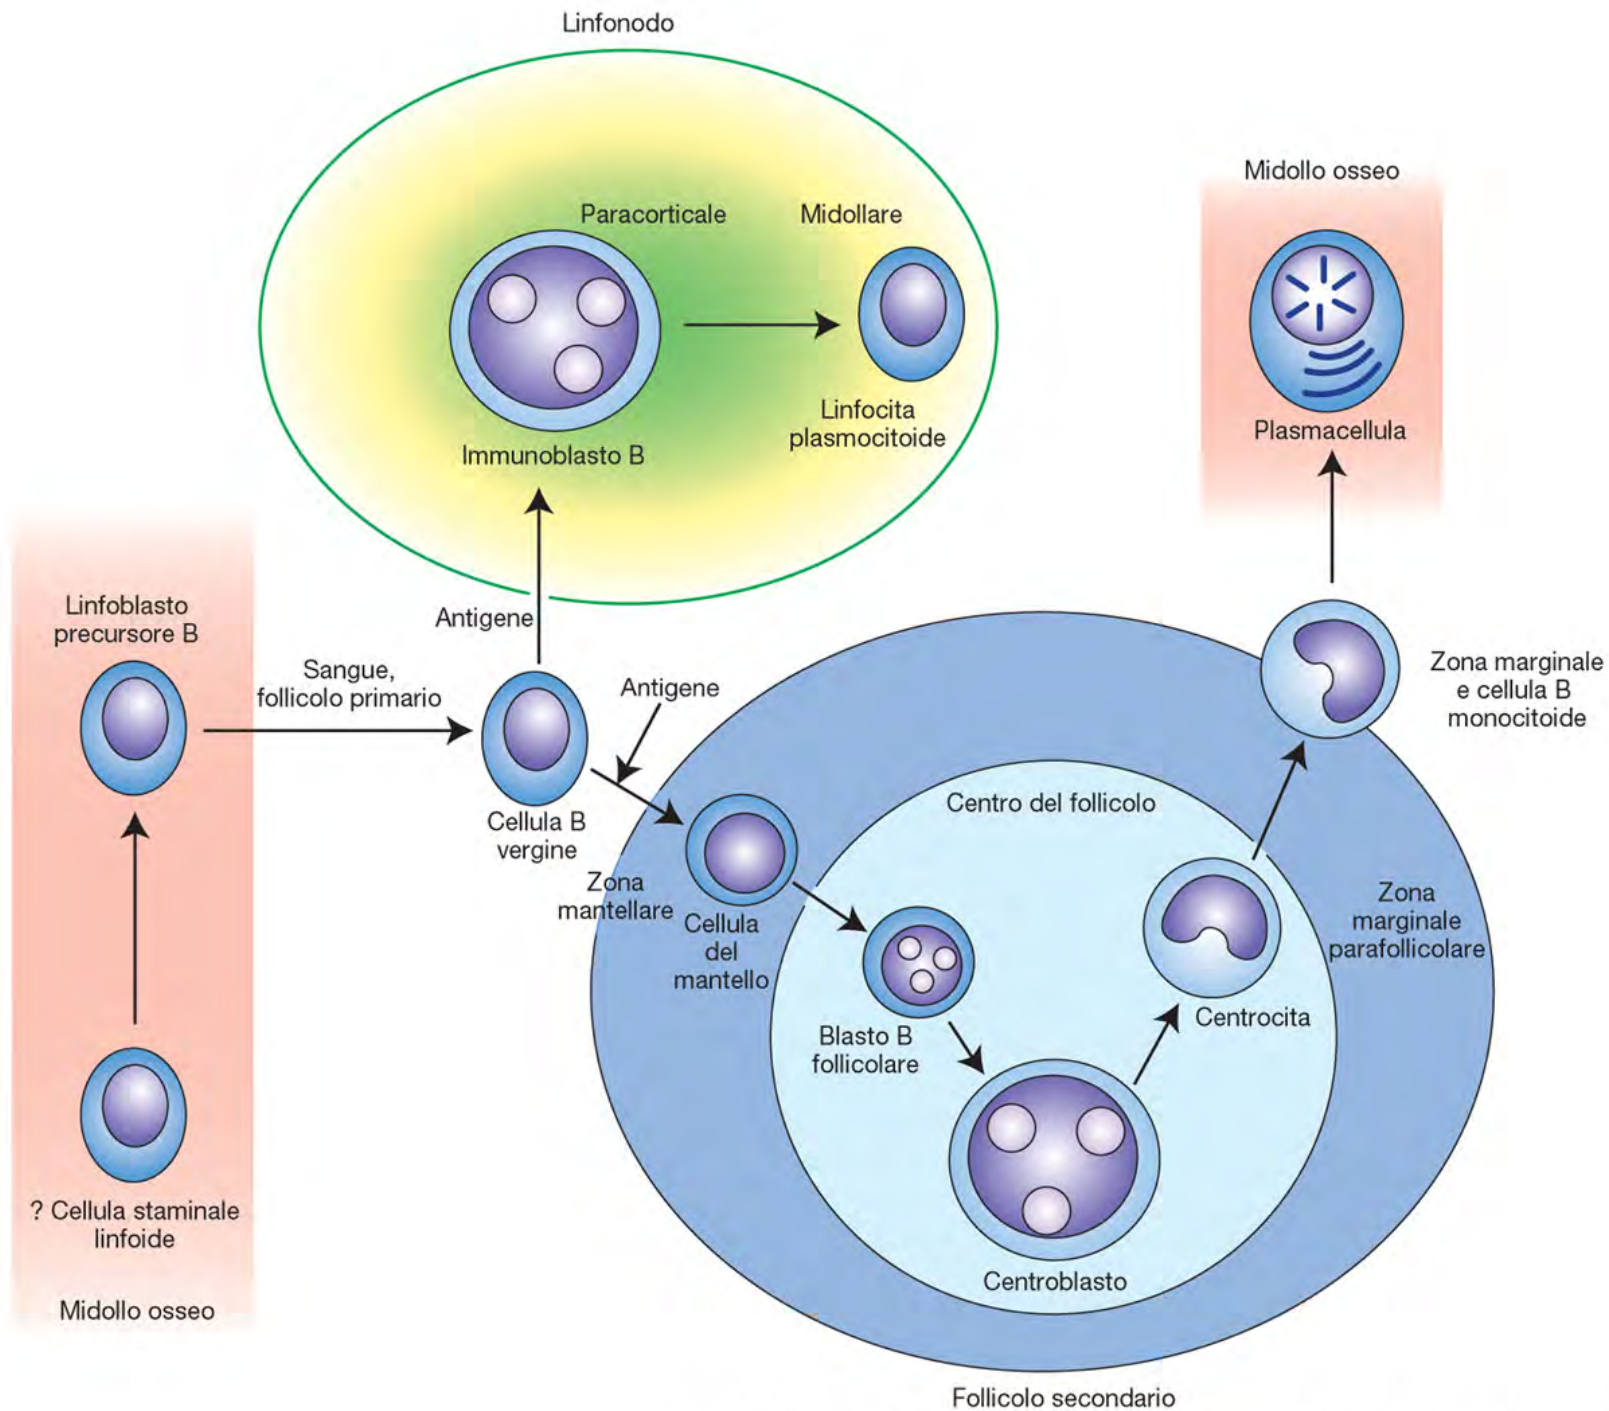 Linfonodo
Midollo osseo
Paracorticale
Midollare
Linfocita
plasmocitoide
Plasmacellula
Immunoblasto B
Linfoblasto
precursore B
Antigene
Sangue,
follicolo primario
Antigene
Zona marginale
e cellula B
monocitoide
Cellula B
vergine
Centro del follicolo
Zona
mantellare
Cellula
del
mantello
Zona
marginale
parafollicolare
Centrocita
Blasto B
follicolare
? Cellula staminale
linfoide
Centroblasto
Midollo osseo
Follicolo secondario